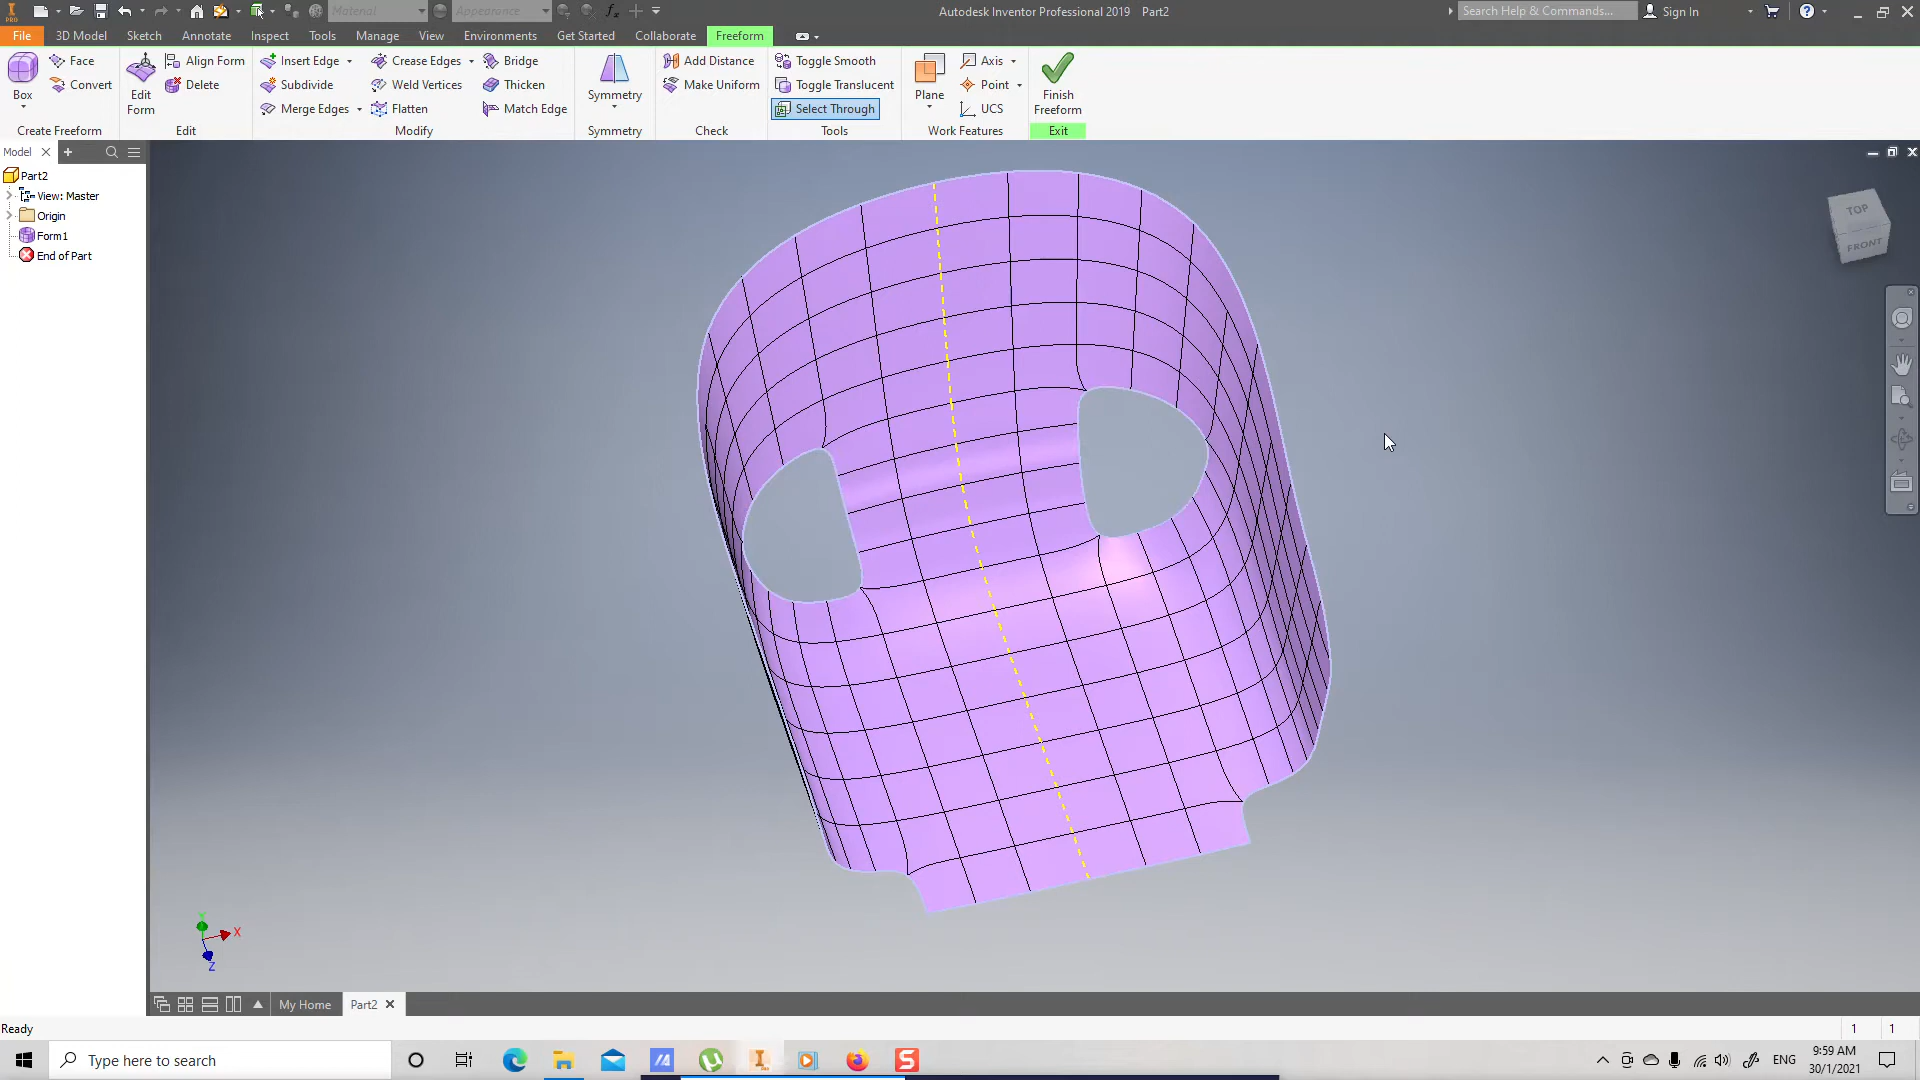 Material
Appearance
Autodesk Inventor Professional 2019 Part2
Search Help & Commands...
Sign In
File
3D Model
Sketch
Annotate
Inspect
Tools
Manage
View
Environments
Get Started
Collaborate
Freeform
Box
Face
Convert
Create Freeform
Edit Form
Align Form
Delete
Edit
Insert Edge
Subdivide
Merge Edges
Crease Edges
Weld Vertices
Flatten
Bridge
Thicken
Match Edge
Modify
Symmetry
Symmetry
Add Distance
Make Uniform
Check
Toggle Smooth
Toggle Translucent
Select Through
Tools
Plane
Axis
Point
UCS
Work Features
Finish Freeform
Exit
Model
Part2
View: Master
Origin
Form1
End of Part
TOP
FRONT
Y
X
Z
My Home
Part2
Ready
1 1
Type here to search
ENG
9:59 AM
30/1/2021